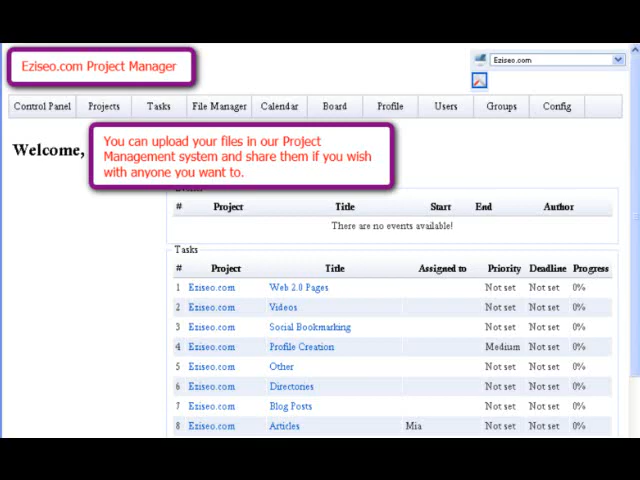 Eziseo.com Project Manager
Eziseo.com
Control Panel Projects Tasks File Manager Calendar Board Profile Users Groups Config
You can upload your files in our Project
Management system and share them if you wish
with anyone you want to.
Welcome,
# Project Title Start End Author
There are no events available!
Tasks
# Project Title Assigned to Priority Deadline Progress
1 Eziseo.com Web 2.0 Pages Not set Not set 0%
2 Eziseo.com Videos Not set Not set 0%
3 Eziseo.com Social Bookmarking Not set Not set 0%
4 Eziseo.com Profile Creation Medium Not set 0%
5 Eziseo.com Other Not set Not set 0%
6 Eziseo.com Directories Not set Not set 0%
7 Eziseo.com Blog Posts Not set Not set 0%
8 Eziseo.com Articles Mia Not set Not set 0%